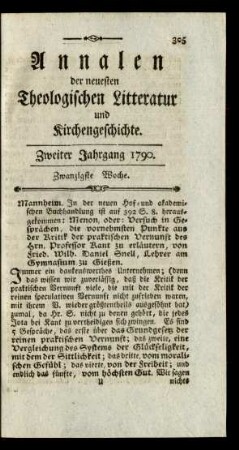 305
Annalen
der neuesten
Theologischen Litteratur
und
Kirchengeschichte.
Zweiter Jahrgang 1790.
Zwanzigste Woche.
Mannheim. In der neuen Hof- und akademi-
schen Buchhandlung ist auf 392 S. 8. heraus-
gekommen: Menon, oder: Versuch in Ge-
sprächen, die vornehmsten Punkte aus
der Kritik der praktischen Vernunft des
Hrn. Professor Kant zu erläutern, von
Fried. Wilh. Daniel Snell, Lehrer am
Gymnasium zu Giesen.
Immer ein dankenswerthes Unternehmen; (denn
das wissen wir zuverläßig, daß die Kritik der
praktischen Vernunft viele, die mit der Kritik der
reinen speculativen Vernunft nicht zufrieden waren,
mit ihrem V. wieder größtentheils ausgesöhnt hat)
zumal, da Hr. S. nicht zu denen gehört, die jedes
Jota bei Kant zu vertheidigen sich zwingen. Es sind
5 Gespräche, das erste über das Grundgesetz der
reinen praktischen Vernunft; das zweite, eine
Vergleichung des Systems der Glückseligkeit,
mit dem der Sittlichkeit; das dritte, vom morali-
schen Gefühl; das vierte, von der Freiheit; und
endlich das fünfte, vom höchsten Gut. Wir sagen
U nichts